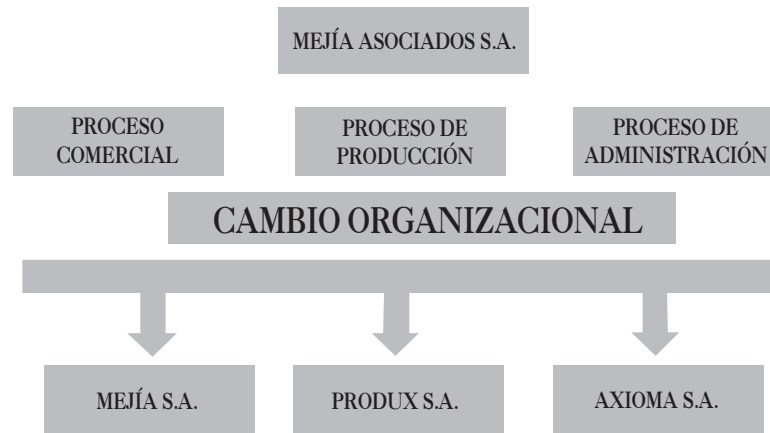 MEJÍA ASOCIADOS S.A.
PROCESO
COMERCIAL
PROCESO DE
PRODUCCIÓN
PROCESO DE
ADMINISTRACIÓN
CAMBIO ORGANIZACIONAL
MEJÍA S.A.
PRODUX S.A.
AXIOMA S.A.